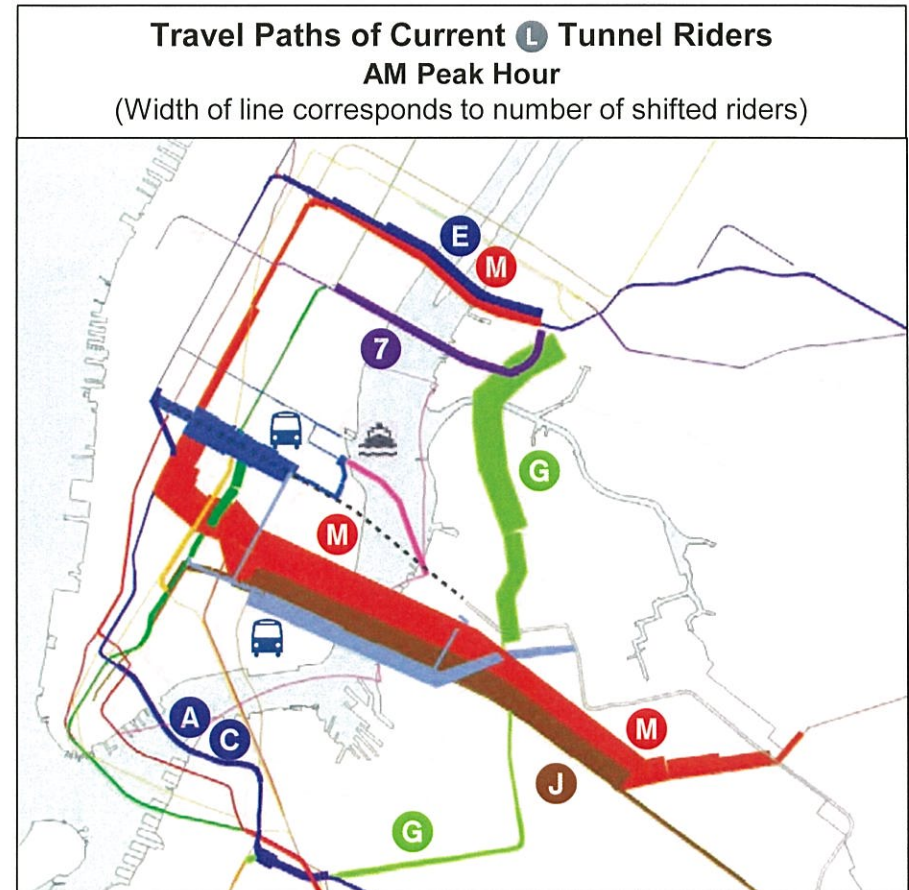 Travel Paths of Current L Tunnel Riders
AM Peak Hour
(Width of line corresponds to number of shifted riders)
E
M
7
G
M
A
C
M
J
G